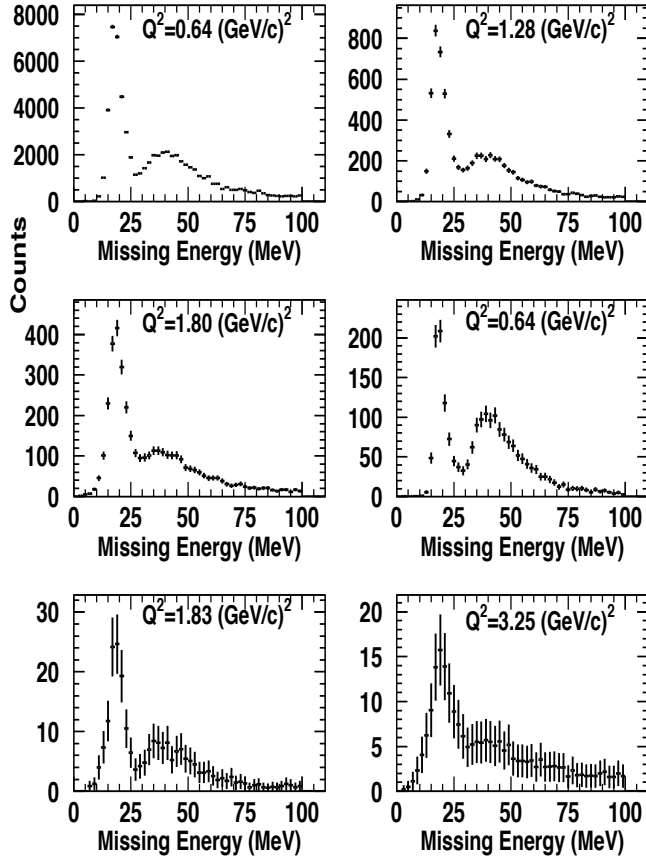 Counts
Q²=0.64 (GeV/c)²
8000
6000
4000
2000
0
0 25 50 75 100
Missing Energy (MeV)
Q²=1.28 (GeV/c)²
800
600
400
200
0
0 25 50 75 100
Missing Energy (MeV)
Q²=1.80 (GeV/c)²
400
300
200
100
0
0 25 50 75 100
Missing Energy (MeV)
Q²=0.64 (GeV/c)²
200
150
100
50
0
0 25 50 75 100
Missing Energy (MeV)
Q²=1.83 (GeV/c)²
30
20
10
0
0 25 50 75 100
Missing Energy (MeV)
Q²=3.25 (GeV/c)²
20
15
10
5
0
0 25 50 75 100
Missing Energy (MeV)